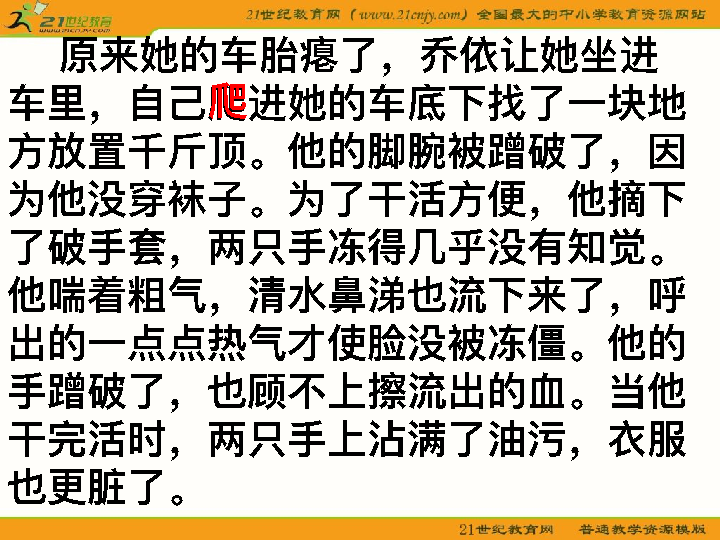 21世纪教育
21世纪教育网（www.21cnjy.com）全国最大的中小学教育资源网站
原来她的车胎瘪了，乔依让她坐进
车里，自己爬进她的车底下找了一块地
方放置千斤顶。他的脚腕被蹭破了，因
为他没穿袜子。为了干活方便，他摘下
了破手套，两只手冻得几乎没有知觉。
他喘着粗气，清水鼻涕也流下来了，呼
出的一点点热气才使脸没被冻僵。他的
手蹭破了，也顾不上擦流出的血。当他
干完活时，两只手上沾满了油污，衣服
也更脏了。
21世纪教育网 普通教学资源模版